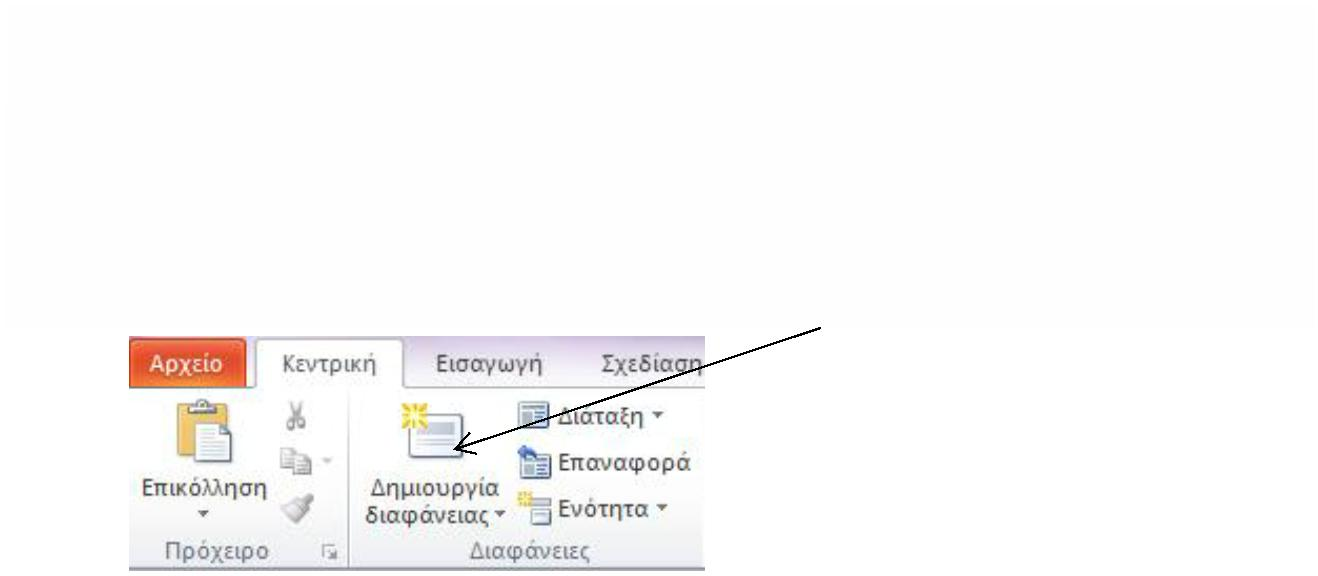 Αρχείο Κεντρική Εισαγωγή Σχεδίαση
Διάταξη
Επαναφορά
Επικόλληση
Δημιουργία
διαφάνειας
Ενότητα
Πρόχειρο Διαφάνειες